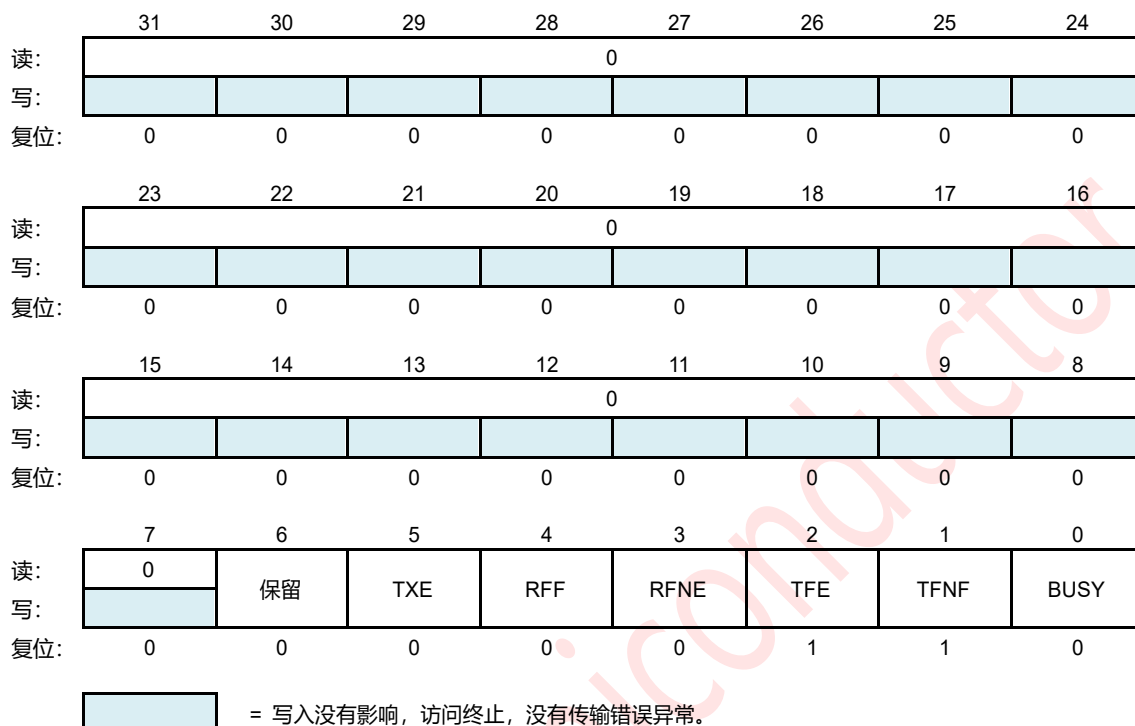 31 30 29 28 27 26 25 24
读: 0
写:
复位: 0 0 0 0 0 0 0 0
23 22 21 20 19 18 17 16
读: 0
写:
复位: 0 0 0 0 0 0 0 0
15 14 13 12 11 10 9 8
读: 0
写:
复位: 0 0 0 0 0 0 0 0
7 6 5 4 3 2 1 0
读: 0
保留 TXE RFF RFNE TFE TFNF BUSY
写:
复位: 0 0 0 0 0 1 1 0
= 写入没有影响，访问终止，没有传输错误异常。
iconductor